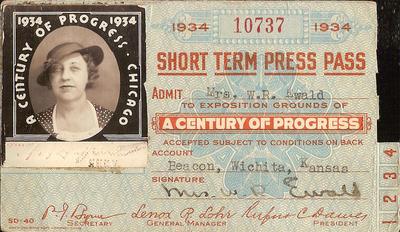 1934 1934
A CENTURY OF PROGRESS · CHICAGO
1934 10737 1934
SHORT TERM PRESS PASS
ADMIT Mrs. W.R. Ewald
TO EXPOSITION GROUNDS OF
A CENTURY OF PROGRESS
ACCEPTED SUBJECT TO CONDITIONS ON BACK
ACCOUNT Beacon, Wichita, Kansas
SIGNATURE Mrs. W R Ewald
1 2 3 4
SD-40
Lenox R. Lohr Rufus C. Dawes
SECRETARY GENERAL MANAGER PRESIDENT